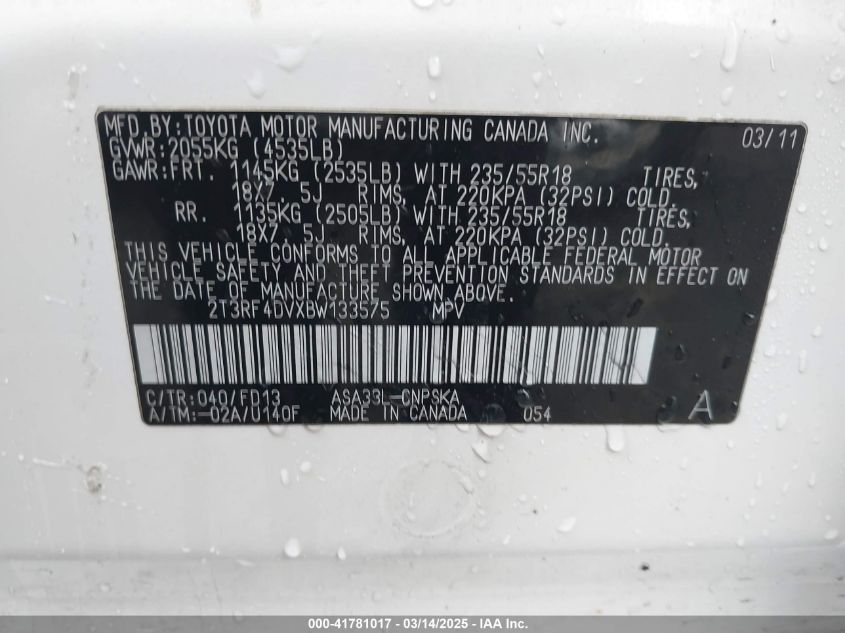 MFD.BY:TOYOTA MOTOR MANUFACTURING CANADA INC. 03/11
GVWR:2055KG (4535LB)
GAWR:FRT. 1145KG (2535LB) WITH 235/55R18 TIRES,
18X7. 5J RIMS, AT 220KPA (32PSI) COLD.
RR. 1135KG (2505LB) WITH 235/55R18 TIRES,
18X7. 5J RIMS, AT 220KPA (32PSI) COLD.
THIS VEHICLE CONFORMS TO ALL APPLICABLE FEDERAL MOTOR
VEHICLE SAFETY AND THEFT PREVENTION STANDARDS IN EFFECT ON
THE DATE OF MANUFACTURE SHOWN ABOVE.
2T3RF4DVXBW133575 MPV
C/TR:040/FD13 ASA33L-CNPSKA
A/TM:-02A/U140F MADE IN CANADA 054 A
000-41781017 - 03/14/2025 - IAA Inc.